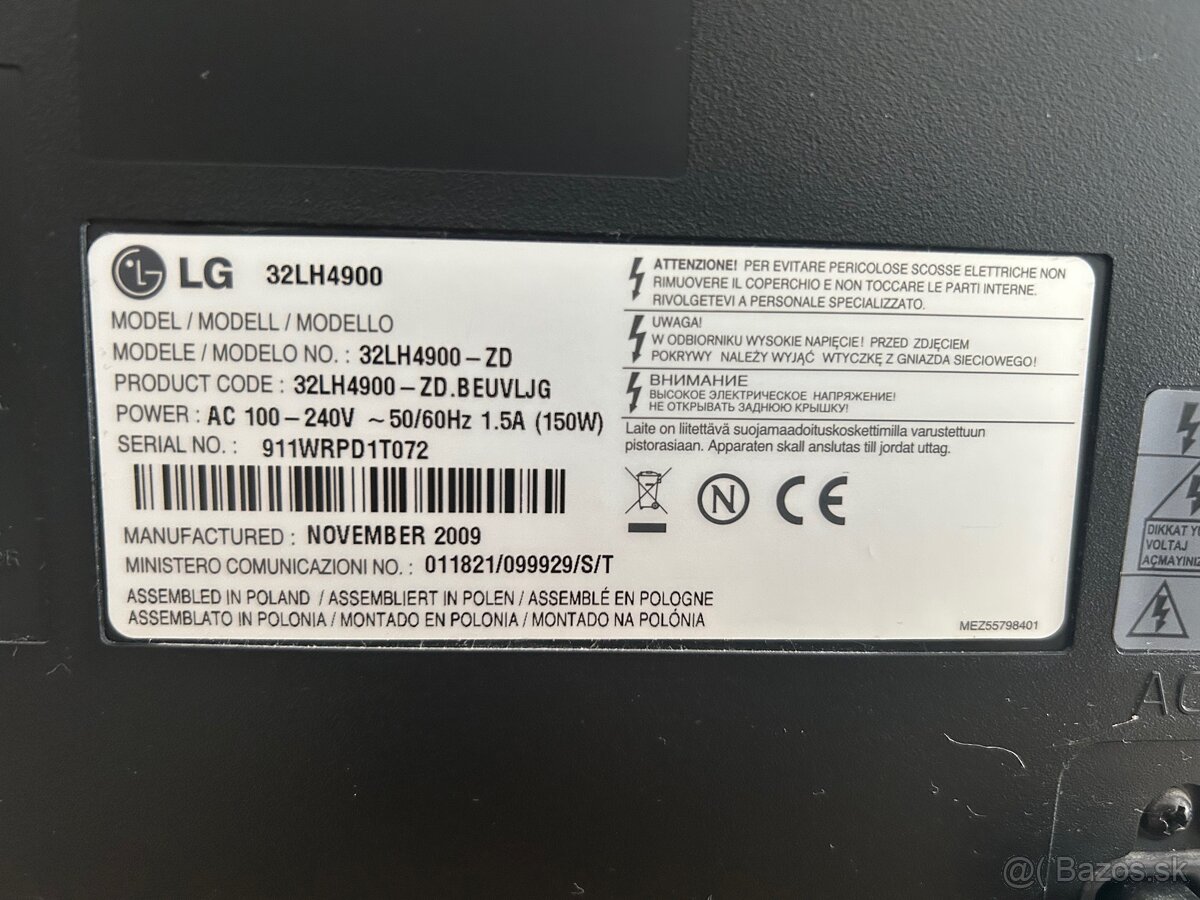 LG 32LH4900
MODEL / MODELL / MODELLO
MODELE / MODELO NO. : 32LH4900-ZD
PRODUCT CODE : 32LH4900-ZD.BEUVLJG
POWER : AC 100-240V ~50/60Hz 1.5A (150W)
SERIAL NO. : 911WRPD1T072
MANUFACTURED : NOVEMBER 2009
MINISTERO COMUNICAZIONI NO. : 011821/099929/S/T
ASSEMBLED IN POLAND / ASSEMBLIERT IN POLEN / ASSEMBLÉ EN POLOGNE
ASSEMBLATO IN POLONIA / MONTADO EN POLONIA / MONTADO NA POLÓNIA
ATTENZIONE! PER EVITARE PERICOLOSE SCOSSE ELETTRICHE NON
RIMUOVERE IL COPERCHIO E NON TOCCARE LE PARTI INTERNE.
RIVOLGETEVI A PERSONALE SPECIALIZZATO.
UWAGA!
W ODBIORNIKU WYSOKIE NAPIĘCIE! PRZED ZDJĘCIEM
POKRYWY NALEŻY WYJĄĆ WTYCZKĘ Z GNIAZDA SIECIOWEGO!
ВНИМАНИЕ
ВЫСОКОЕ ЭЛЕКТРИЧЕСКОЕ НАПРЯЖЕНИЕ!
НЕ ОТКРЫВАТЬ ЗАДНЮЮ КРЫШКУ!
Laite on liitettävä suojamaadoituskoskettimilla varustettuun
pistorasiaan. Apparaten skall anslutas till jordat uttag.
N CE
MEZ55798401
DIKKAT YU
VOLTAJ
AÇMAYINIZ
AC
@(Bazos.sk